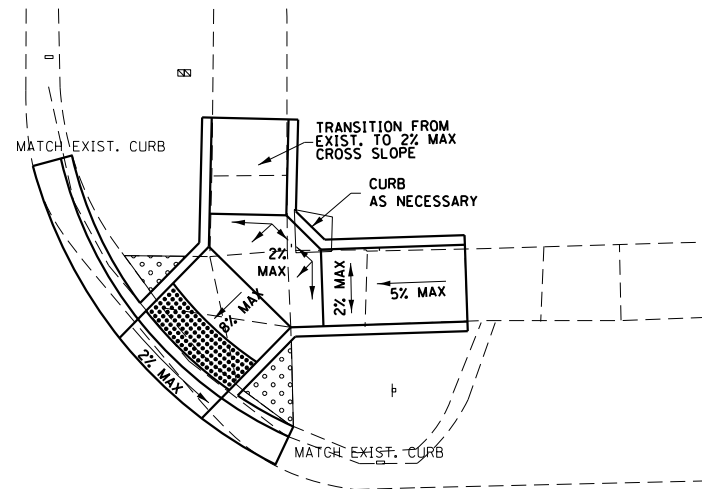 TRANSITION FROM
EXIST. TO 2% MAX
CROSS SLOPE
MATCH EXIST. CURB
CURB
AS NECESSARY
2%
MAX
2% MAX
5% MAX
8% MAX
2% MAX
MATCH EXIST. CURB